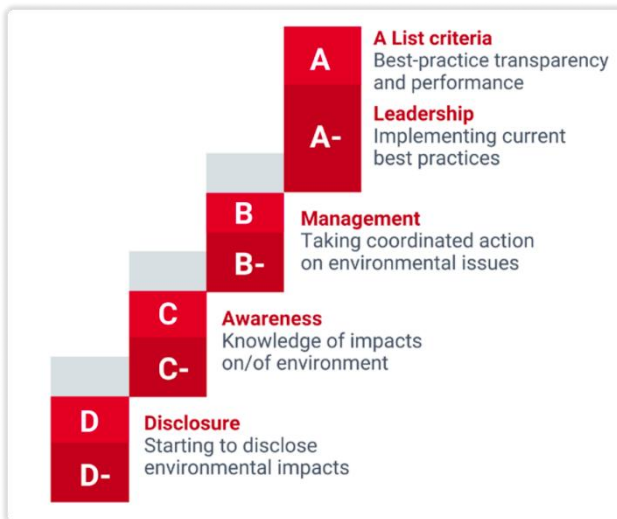 A
A List criteria
Best-practice transparency
and performance
A-
Leadership
Implementing current
best practices
B
B-
Management
Taking coordinated action
on environmental issues
C
C-
Awareness
Knowledge of impacts
on/of environment
D
D-
Disclosure
Starting to disclose
environmental impacts